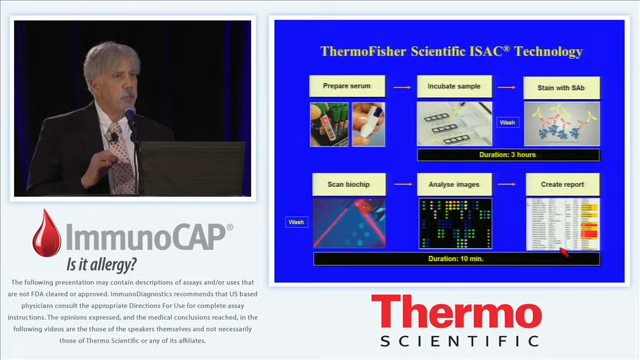 ThermoFisher Scientific ISAC® Technology
Prepare serum
Incubate sample
Stain with SAb
Wash
Duration: 3 hours
Scan biochip
Analyse images
Create report
Wash
Duration: 10 min.
ImmunoCAP®
Is it allergy?
The following presentation may contain descriptions of assays and/or uses that
are not FDA cleared or approved. ImmunoDiagnostics recommends that US based
physicians consult the appropriate Directions For Use for complete assay
instructions. The opinions expressed, and the medical conclusions reached, in the
following videos are the those of the speakers themselves and not necessarily
those of Thermo Scientific or any of its affiliates.
Thermo
SCIENTIFIC